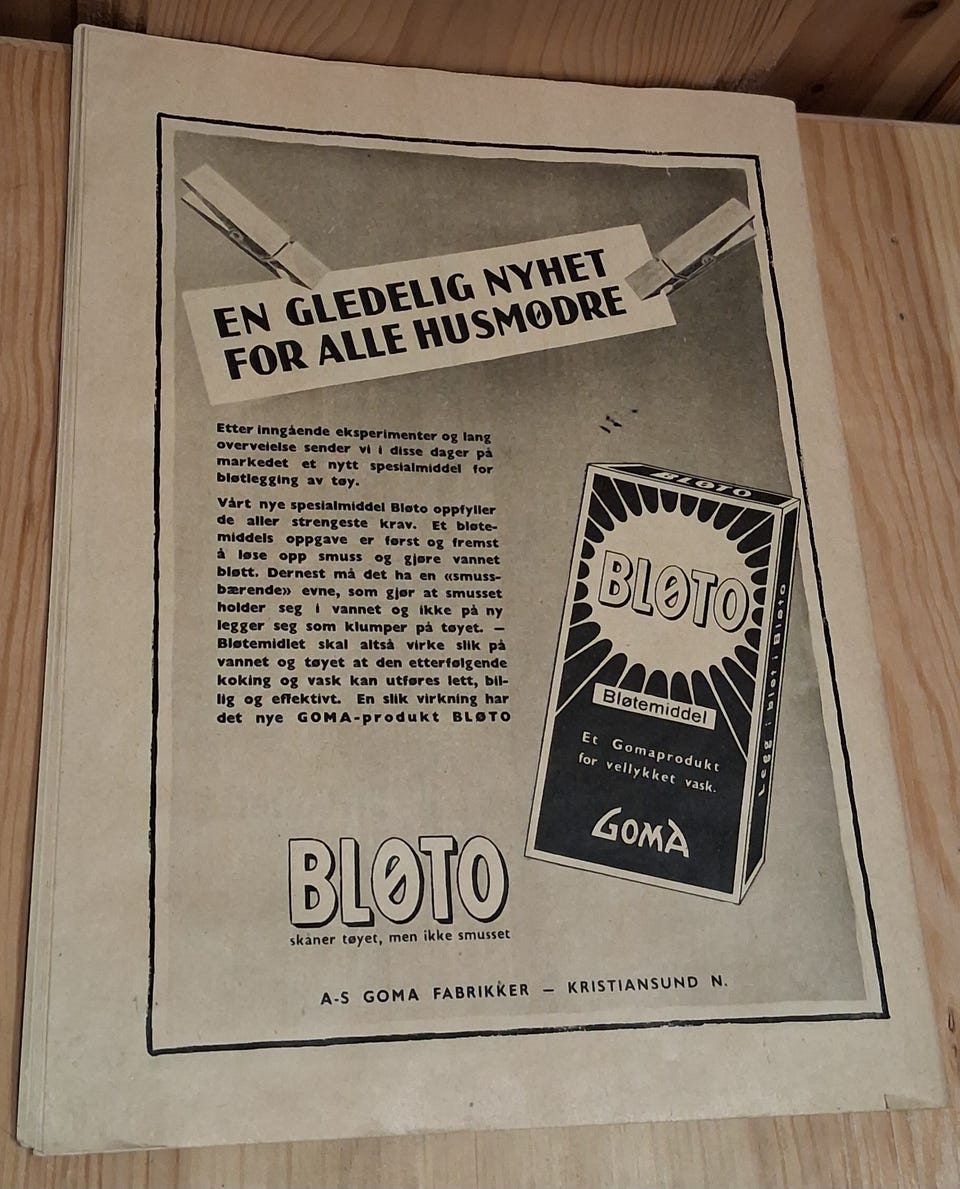 EN GLEDELIG NYHET
FOR ALLE HUSMØDRE
Etter inngående eksperimenter og lang
overveielse sender vi i disse dager på
markedet et nytt spesialmiddel for
bløtlegging av tøy.
Vårt nye spesialmiddel Bløto oppfyller
de aller strengeste krav. Et bløte-
middels oppgave er først og fremst
å løse opp smuss og gjøre vannet
bløtt. Dernest må det ha en «smuss-
bærende» evne, som gjør at smusset
holder seg i vannet og ikke på ny
legger seg som klumper på tøyet. —
Bløtemidlet skal altså virke slik på
vannet og tøyet at den etterfølgende
koking og vask kan utføres lett, bil-
lig og effektivt. En slik virkning har
det nye GOMA-produkt BLØTO
BLØTO
BLØTO
Bløtemiddel
Et Gomaprodukt
for vellykket vask.
GOMA
Legg i bløt i Bløto
BLØTO
skåner tøyet, men ikke smusset
A-S GOMA FABRIKKER — KRISTIANSUND N.